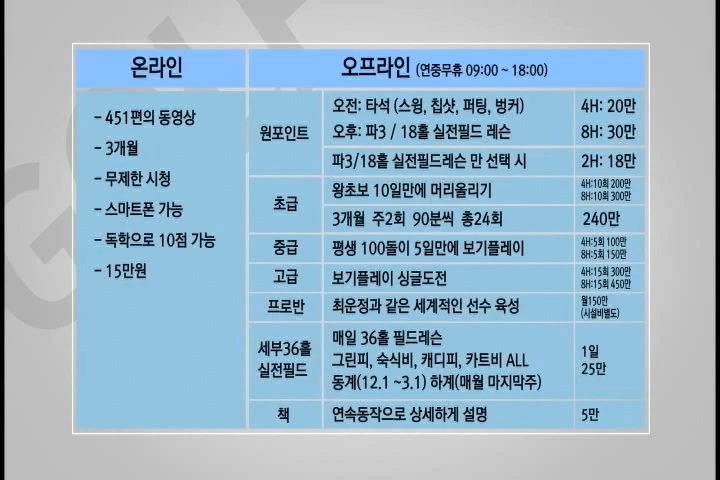 온라인
오프라인 (연중무휴 09:00 ~ 18:00)
- 451편의 동영상
- 3개월
- 무제한 시청
- 스마트폰 가능
- 독학으로 10점 가능
- 15만원
원포인트
오전: 타석 (스윙, 칩샷, 퍼팅, 벙커)
4H: 20만
오후: 파3 / 18홀 실전필드 레슨
8H: 30만
파3/18홀 실전필드레슨 만 선택 시
2H: 18만
초급
왕초보 10일만에 머리올리기
4H:10회 200만
8H:10회 300만
3개월 주2회 90분씩 총24회
240만
중급
평생 100돌이 5일만에 보기플레이
4H:5회 100만
8H:5회 150만
고급
보기플레이 싱글도전
4H:15회 300만
8H:15회 450만
프로반
최운정과 같은 세계적인 선수 육성
월150만
(시설비별도)
세부36홀
실전필드
매일 36홀 필드레슨
그린피, 숙식비, 캐디피, 카트비 ALL
동계(12.1 ~3.1) 하계(매월 마지막주)
1일
25만
책
연속동작으로 상세하게 설명
5만